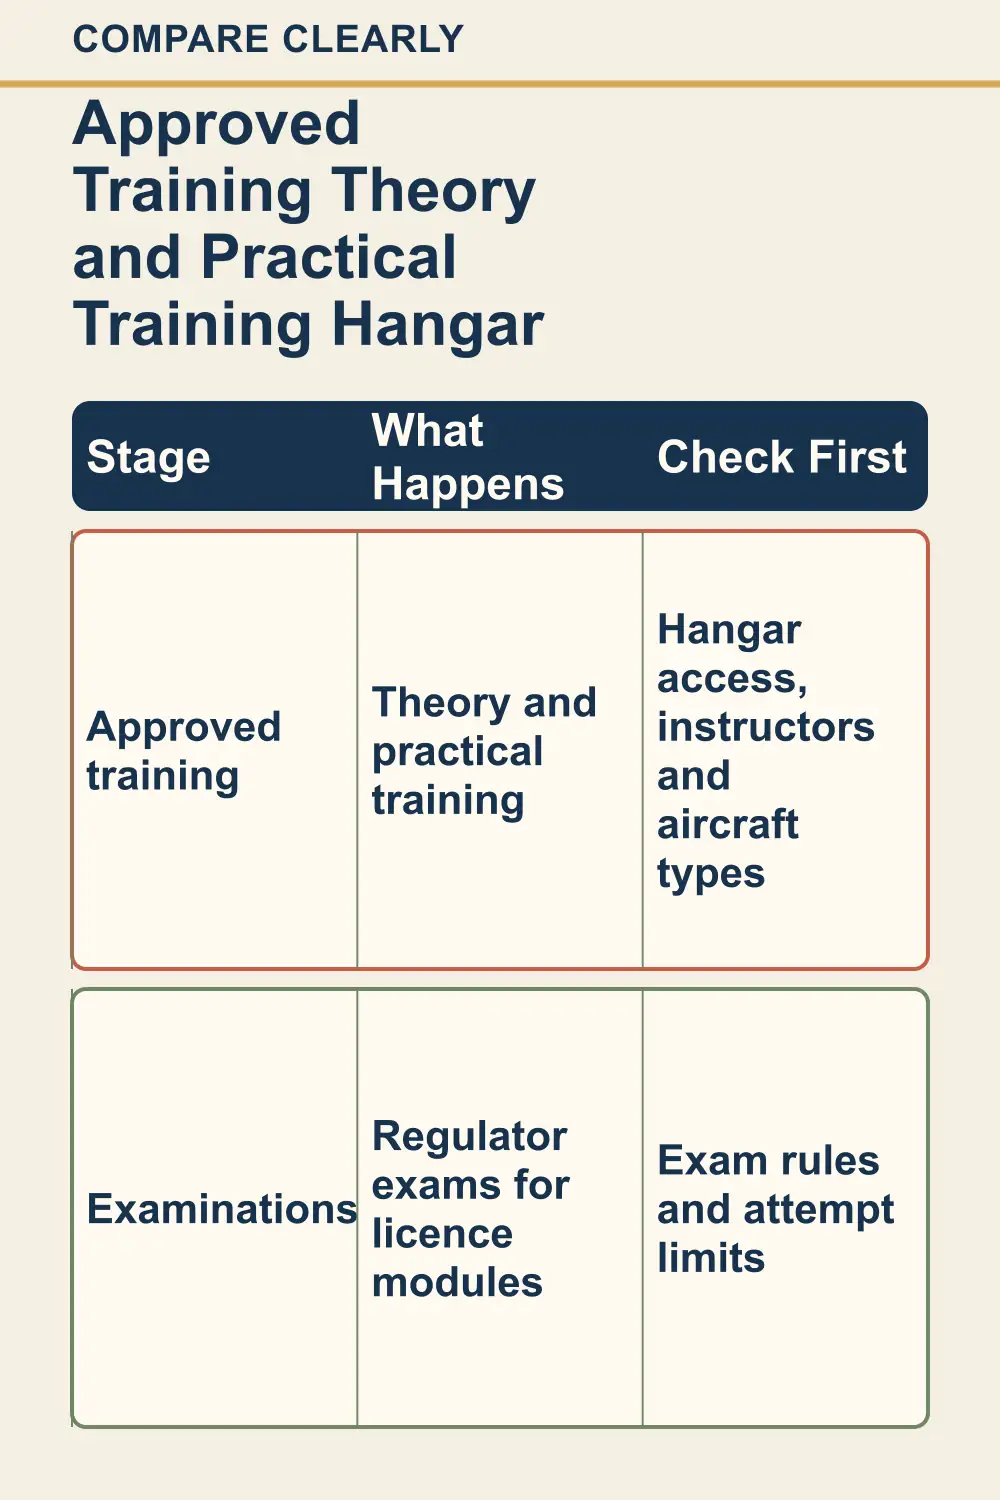 COMPARE CLEARLY
Approved
Training Theory
and Practical
Training Hangar
Stage
What
Happens
Check First
Approved
training
Theory and
practical
training
Hangar
access,
instructors
and
aircraft
types
Examinations
Regulator
exams for
licence
modules
Exam rules
and attempt
limits